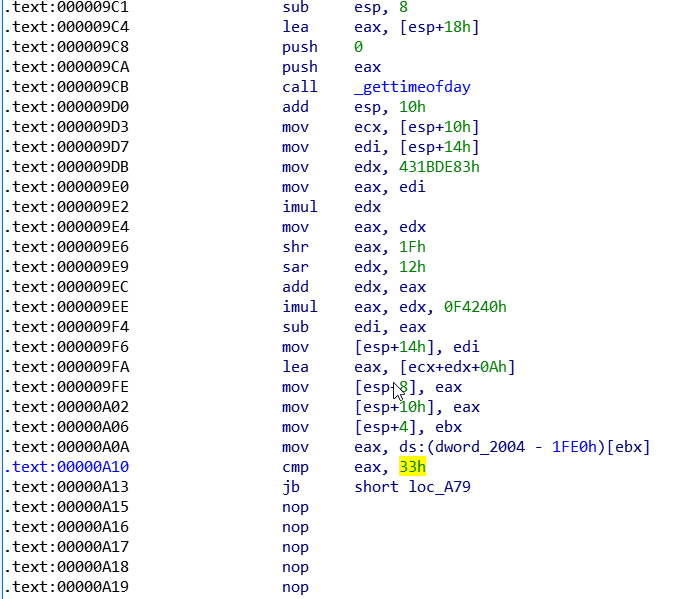 .text:000009C1 sub esp, 8
.text:000009C4 lea eax, [esp+18h]
.text:000009C8 push 0
.text:000009CA push eax
.text:000009CB call _gettimeofday
.text:000009D0 add esp, 10h
.text:000009D3 mov ecx, [esp+10h]
.text:000009D7 mov edi, [esp+14h]
.text:000009DB mov edx, 431BDE83h
.text:000009E0 mov eax, edi
.text:000009E2 imul edx
.text:000009E4 mov eax, edx
.text:000009E6 shr eax, 1Fh
.text:000009E9 sar edx, 12h
.text:000009EC add edx, eax
.text:000009EE imul eax, edx, 0F4240h
.text:000009F4 sub edi, eax
.text:000009F6 mov [esp+14h], edi
.text:000009FA lea eax, [ecx+edx+0Ah]
.text:000009FE mov [esp+8], eax
.text:00000A02 mov [esp+10h], eax
.text:00000A06 mov [esp+4], ebx
.text:00000A0A mov eax, ds:(dword_2004 - 1FE0h)[ebx]
.text:00000A10 cmp eax, 33h
.text:00000A13 jb short loc_A79
.text:00000A15 nop
.text:00000A16 nop
.text:00000A17 nop
.text:00000A18 nop
.text:00000A19 nop